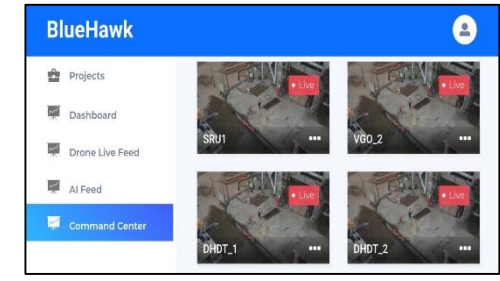 BlueHawk
Projects
Dashboard
Drone Live Feed
AI Feed
Command Center
Live
SRU1
Live
VGO_2
Live
DHDT_1
Live
DHDT_2